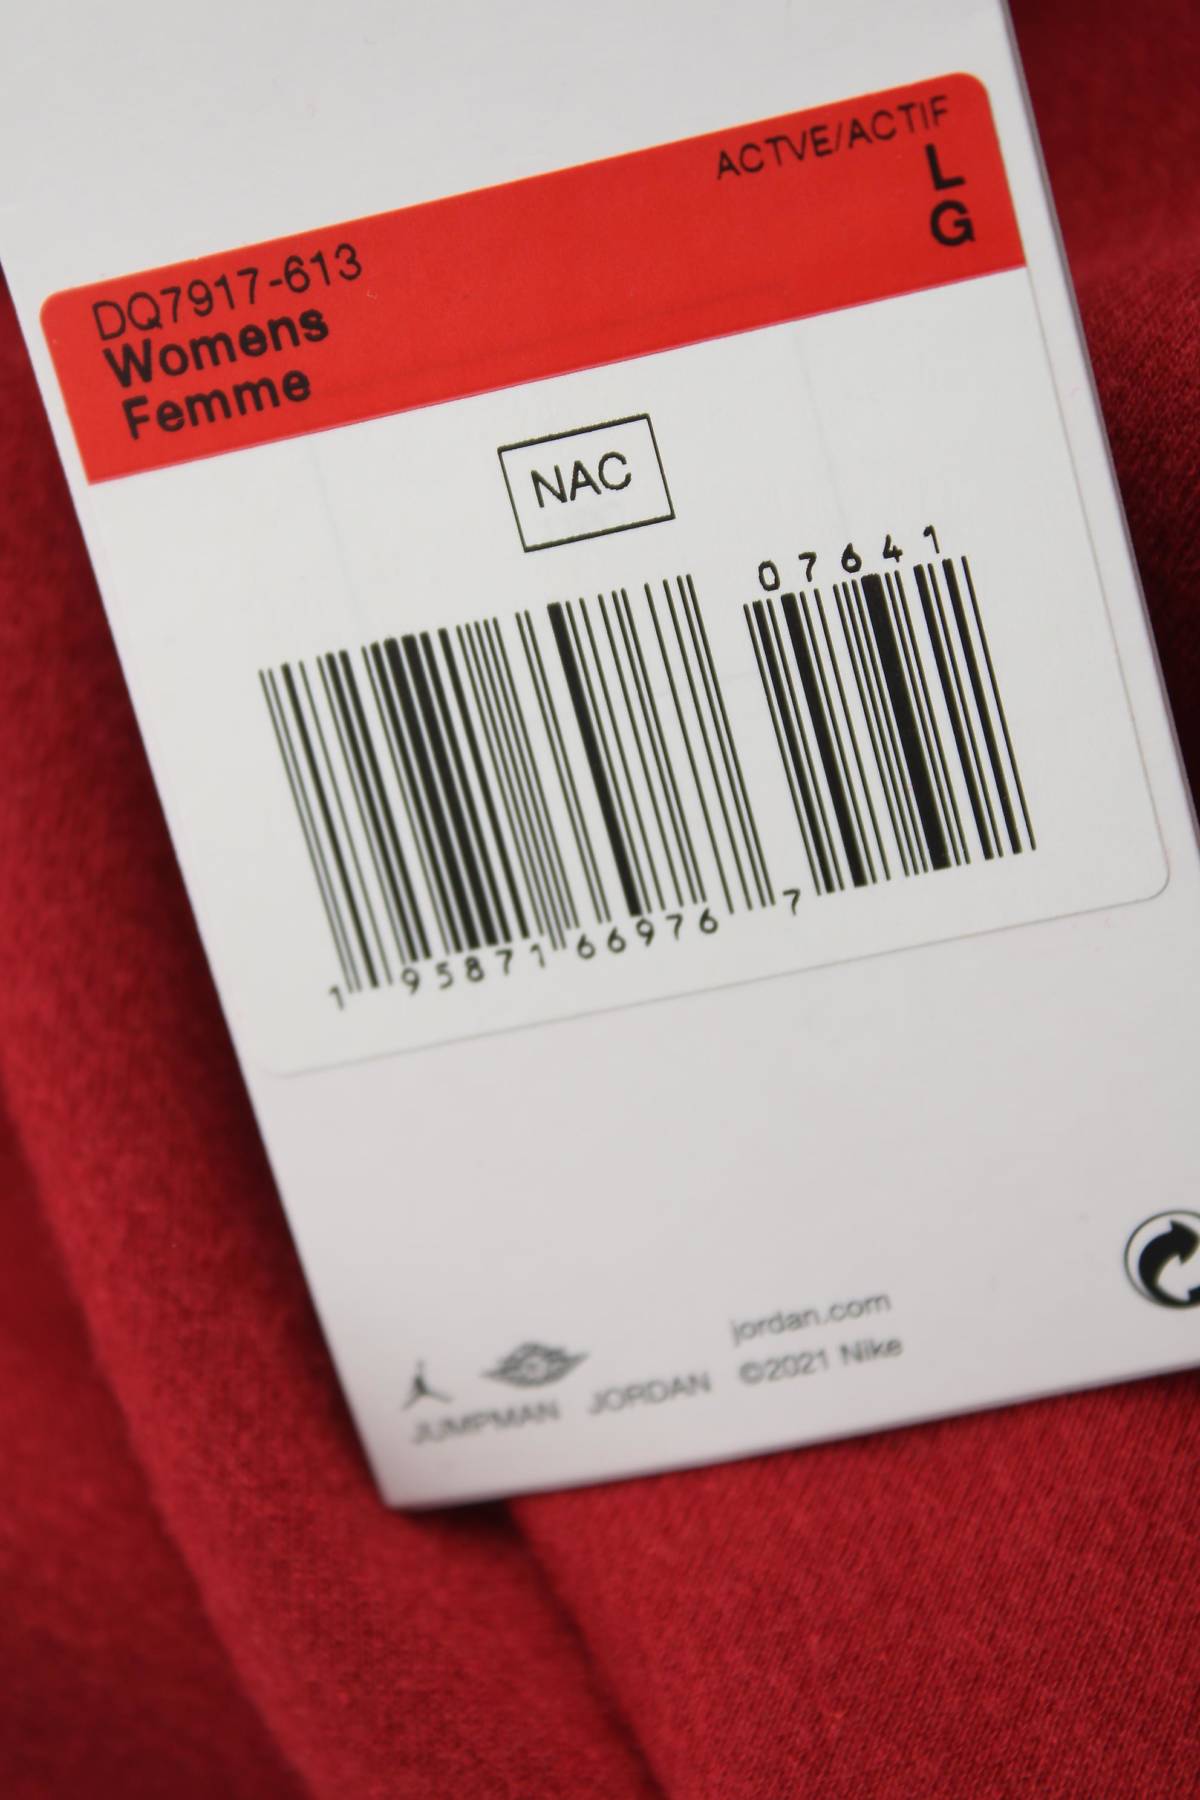 ACTVE/ACTIF
L
G
DQ7917-613
Womens
Femme
NAC
07641
1 95871 66976 7
jordan.com
©2021 Nike
JUMPMAN JORDAN